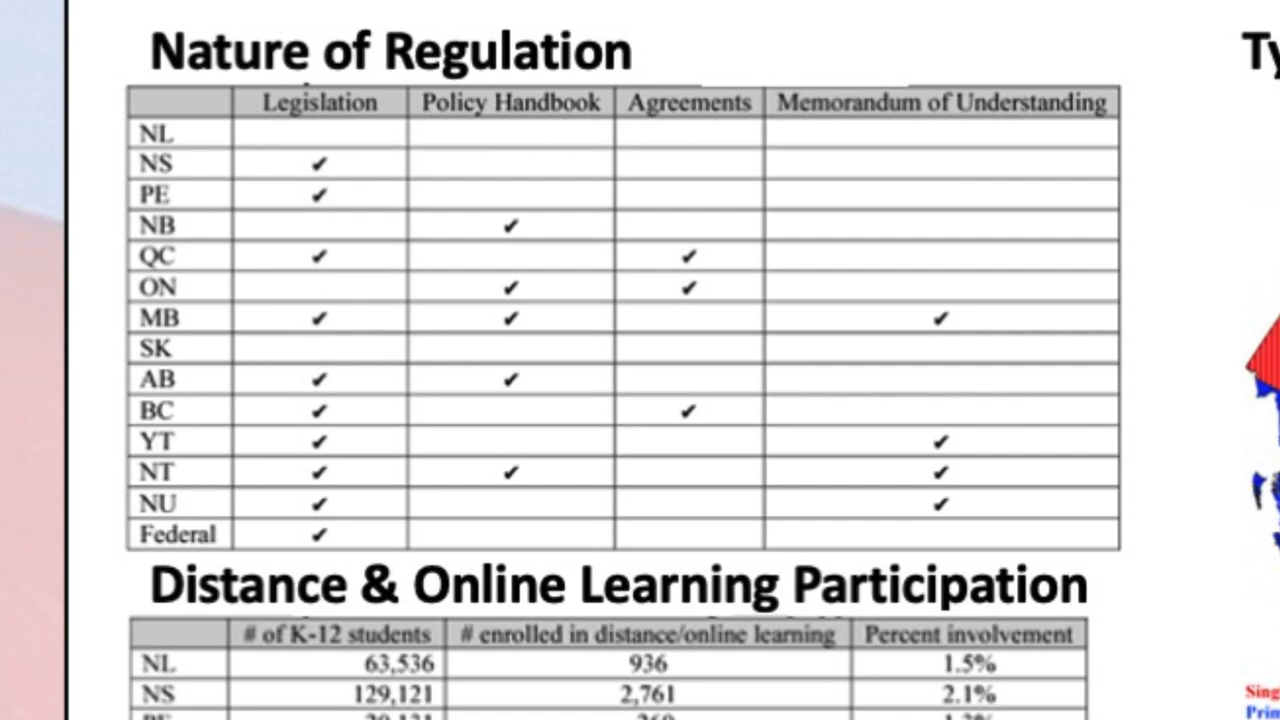 Nature of Regulation
Legislation Policy Handbook Agreements Memorandum of Understanding
NL
NS ✔
PE ✔
NB ✔
QC ✔ ✔
ON ✔ ✔
MB ✔ ✔ ✔
SK
AB ✔ ✔
BC ✔ ✔
YT ✔ ✔
NT ✔ ✔ ✔
NU ✔ ✔
Federal ✔
Distance & Online Learning Participation
# of K-12 students # enrolled in distance/online learning Percent involvement
NL 63,536 936 1.5%
NS 129,121 2,761 2.1%